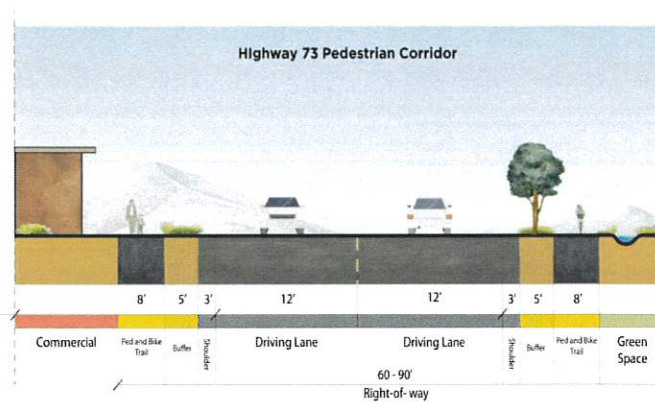 Highway 73 Pedestrian Corridor
8' 5' 3' 12' 12' 3' 5' 8'
Commercial
Ped and Bike
Trail
Buffer
Shoulder
Driving Lane
Driving Lane
Shoulder
Buffer
Ped and Bike
Trail
Green
Space
60 - 90'
Right-of- way